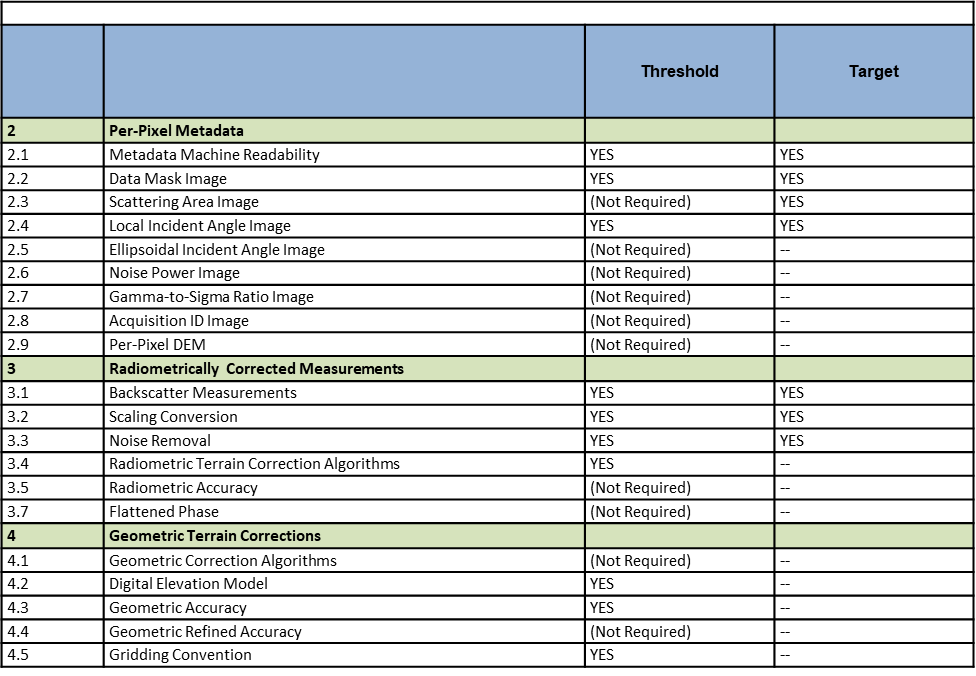 Threshold Target
2 Per-Pixel Metadata
2.1 Metadata Machine Readability YES YES
2.2 Data Mask Image YES YES
2.3 Scattering Area Image (Not Required) YES
2.4 Local Incident Angle Image YES YES
2.5 Ellipsoidal Incident Angle Image (Not Required) --
2.6 Noise Power Image (Not Required) --
2.7 Gamma-to-Sigma Ratio Image (Not Required) --
2.8 Acquisition ID Image (Not Required) --
2.9 Per-Pixel DEM (Not Required) --
3 Radiometrically Corrected Measurements
3.1 Backscatter Measurements YES YES
3.2 Scaling Conversion YES YES
3.3 Noise Removal YES YES
3.4 Radiometric Terrain Correction Algorithms YES --
3.5 Radiometric Accuracy (Not Required) --
3.7 Flattened Phase (Not Required) --
4 Geometric Terrain Corrections
4.1 Geometric Correction Algorithms (Not Required) --
4.2 Digital Elevation Model YES --
4.3 Geometric Accuracy YES --
4.4 Geometric Refined Accuracy (Not Required) --
4.5 Gridding Convention YES --